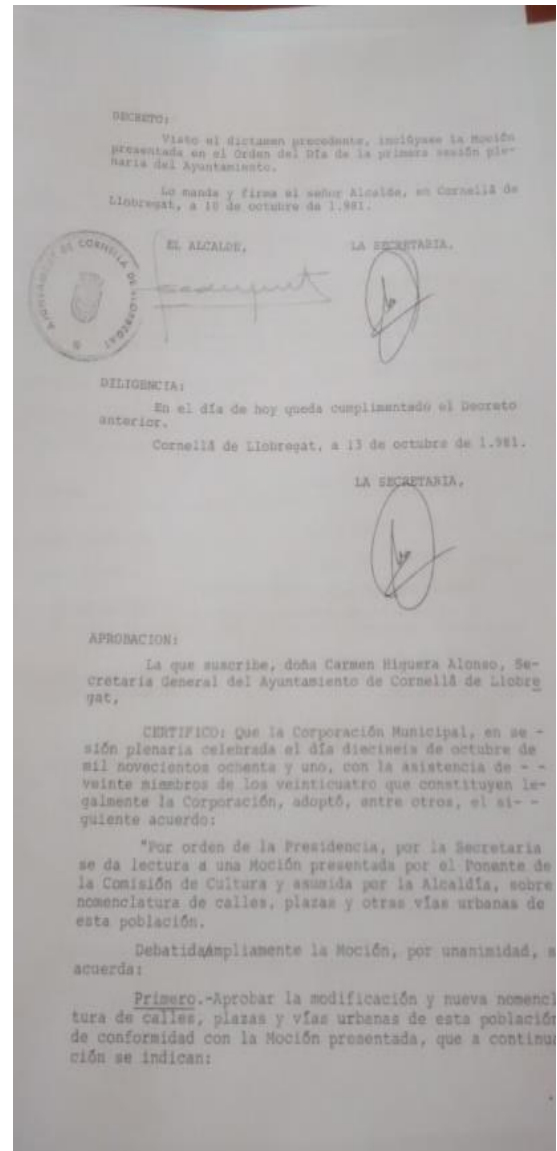 DECRETO:
Visto el dictamen precedente, inclúyase la Moción
presentada en el Orden del Día de la primera sesión ple-
naria del Ayuntamiento.
Lo manda y firma el señor Alcalde, en Cornellá de
Llobregat, a 10 de octubre de 1.981.
EL ALCALDE, LA SECRETARIA,
DE CORNELLA DE LLOBREGAT
DILIGENCIA:
En el día de hoy queda cumplimentado el Decreto
anterior.
Cornellá de Llobregat, a 13 de octubre de 1.981.
LA SECRETARIA,
APROBACION:
La que suscribe, doña Carmen Higuera Alonso, Se-
cretaria General del Ayuntamiento de Cornellá de Llobre
gat,
CERTIFICO: Que la Corporación Municipal, en se -
sión plenaria celebrada el día dieciseis de octubre de
mil novecientos ochenta y uno, con la asistencia de - -
veinte miembros de los veinticuatro que constituyen le-
galmente la Corporación, adoptó, entre otros, el si- -
guiente acuerdo:
"Por orden de la Presidencia, por la Secretaria
se da lectura a una Moción presentada por el Ponente de
la Comisión de Cultura y asumida por la Alcaldía, sobre
nomenclatura de calles, plazas y otras vías urbanas de
esta población.
Debatida ampliamente la Moción, por unanimidad, s
acuerda:
Primero.-Aprobar la modificación y nueva nomencl
tura de calles, plazas y vías urbanas de esta población
de conformidad con la Moción presentada, que a continua
ción se indican: